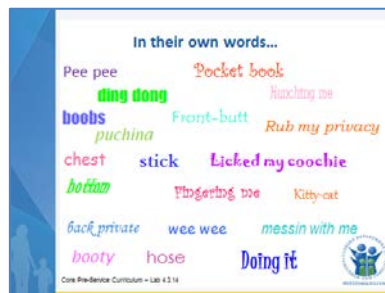 In their own words...
Pee pee Pocket book
ding dong Hunching me
boobs Front-butt
puchina Rub my privacy
chest stick Licked my coochie
bottom Fingering me Kitty-cat
back private wee wee messin with me
booty hose Doing it
Core Pre-Service Curriculum – Lab 4.3.14